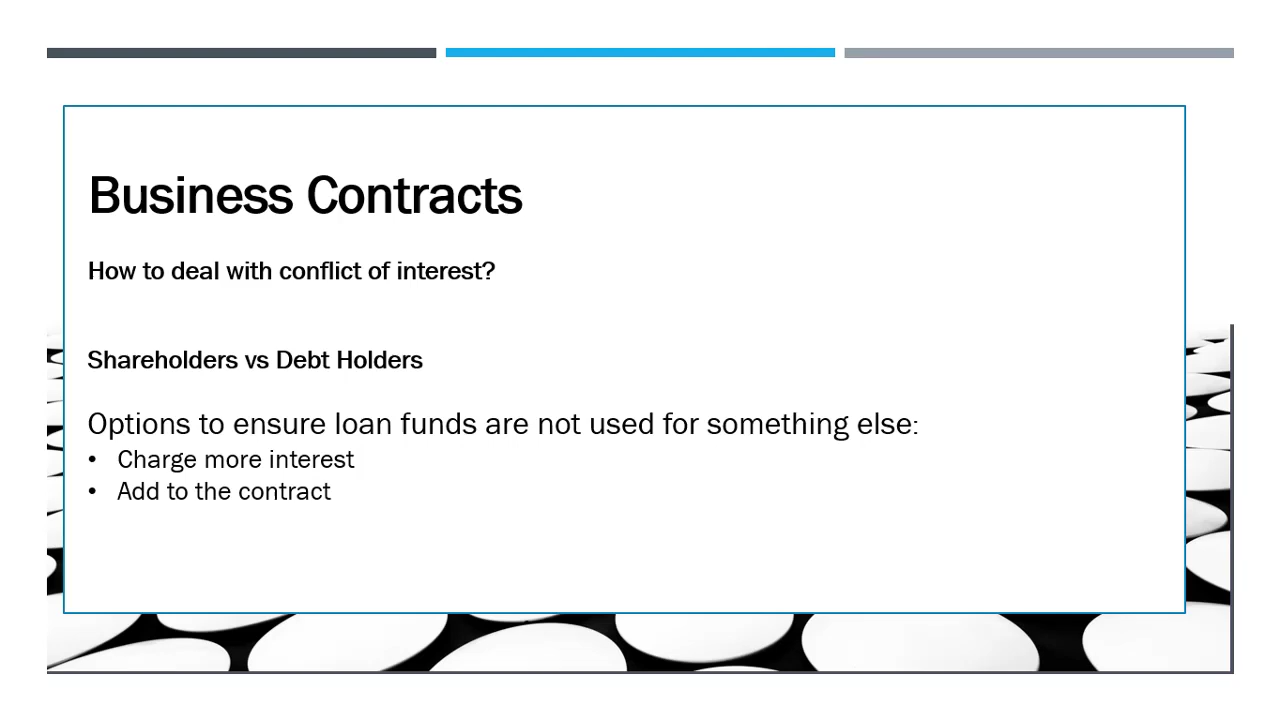 Business Contracts
How to deal with conflict of interest?
Shareholders vs Debt Holders
Options to ensure loan funds are not used for something else:
• Charge more interest
• Add to the contract